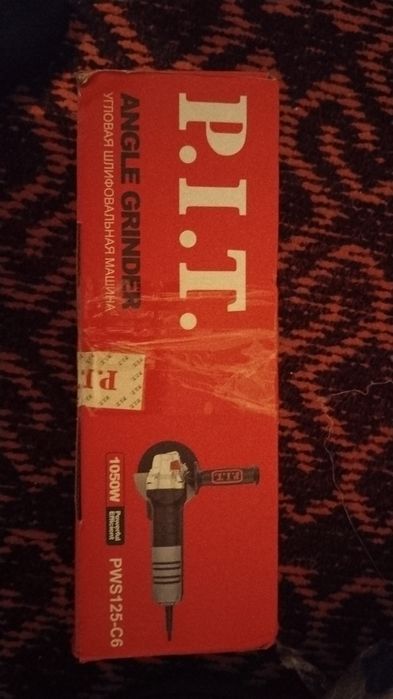 P.I.T.
ANGLE GRINDER
УГЛОВАЯ ШЛИФОВАЛЬНАЯ МАШИНА
P.I.T.
P.I.T.
1050W
Powerful
Efficient
PWS125-C6